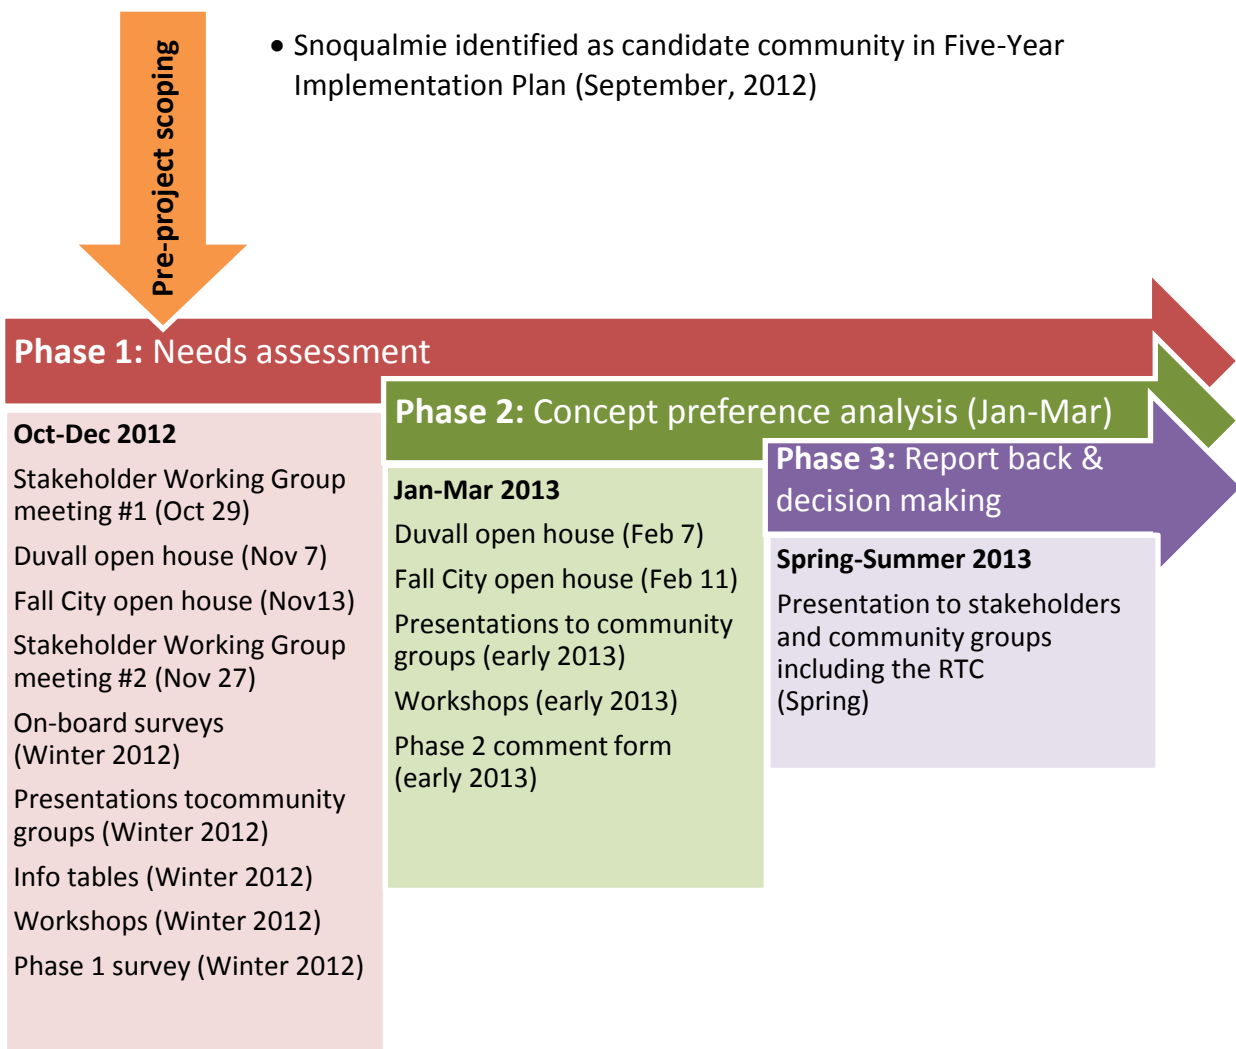 Pre-project scoping
• Snoqualmie identified as candidate community in Five-Year
Implementation Plan (September, 2012)
Phase 1: Needs assessment
Oct-Dec 2012
Stakeholder Working Group
meeting #1 (Oct 29)
Duvall open house (Nov 7)
Fall City open house (Nov13)
Stakeholder Working Group
meeting #2 (Nov 27)
On-board surveys
(Winter 2012)
Presentations tocommunity
groups (Winter 2012)
Info tables (Winter 2012)
Workshops (Winter 2012)
Phase 1 survey (Winter 2012)
Phase 2: Concept preference analysis (Jan-Mar)
Jan-Mar 2013
Duvall open house (Feb 7)
Fall City open house (Feb 11)
Presentations to community
groups (early 2013)
Workshops (early 2013)
Phase 2 comment form
(early 2013)
Phase 3: Report back &
decision making
Spring-Summer 2013
Presentation to stakeholders
and community groups
including the RTC
(Spring)